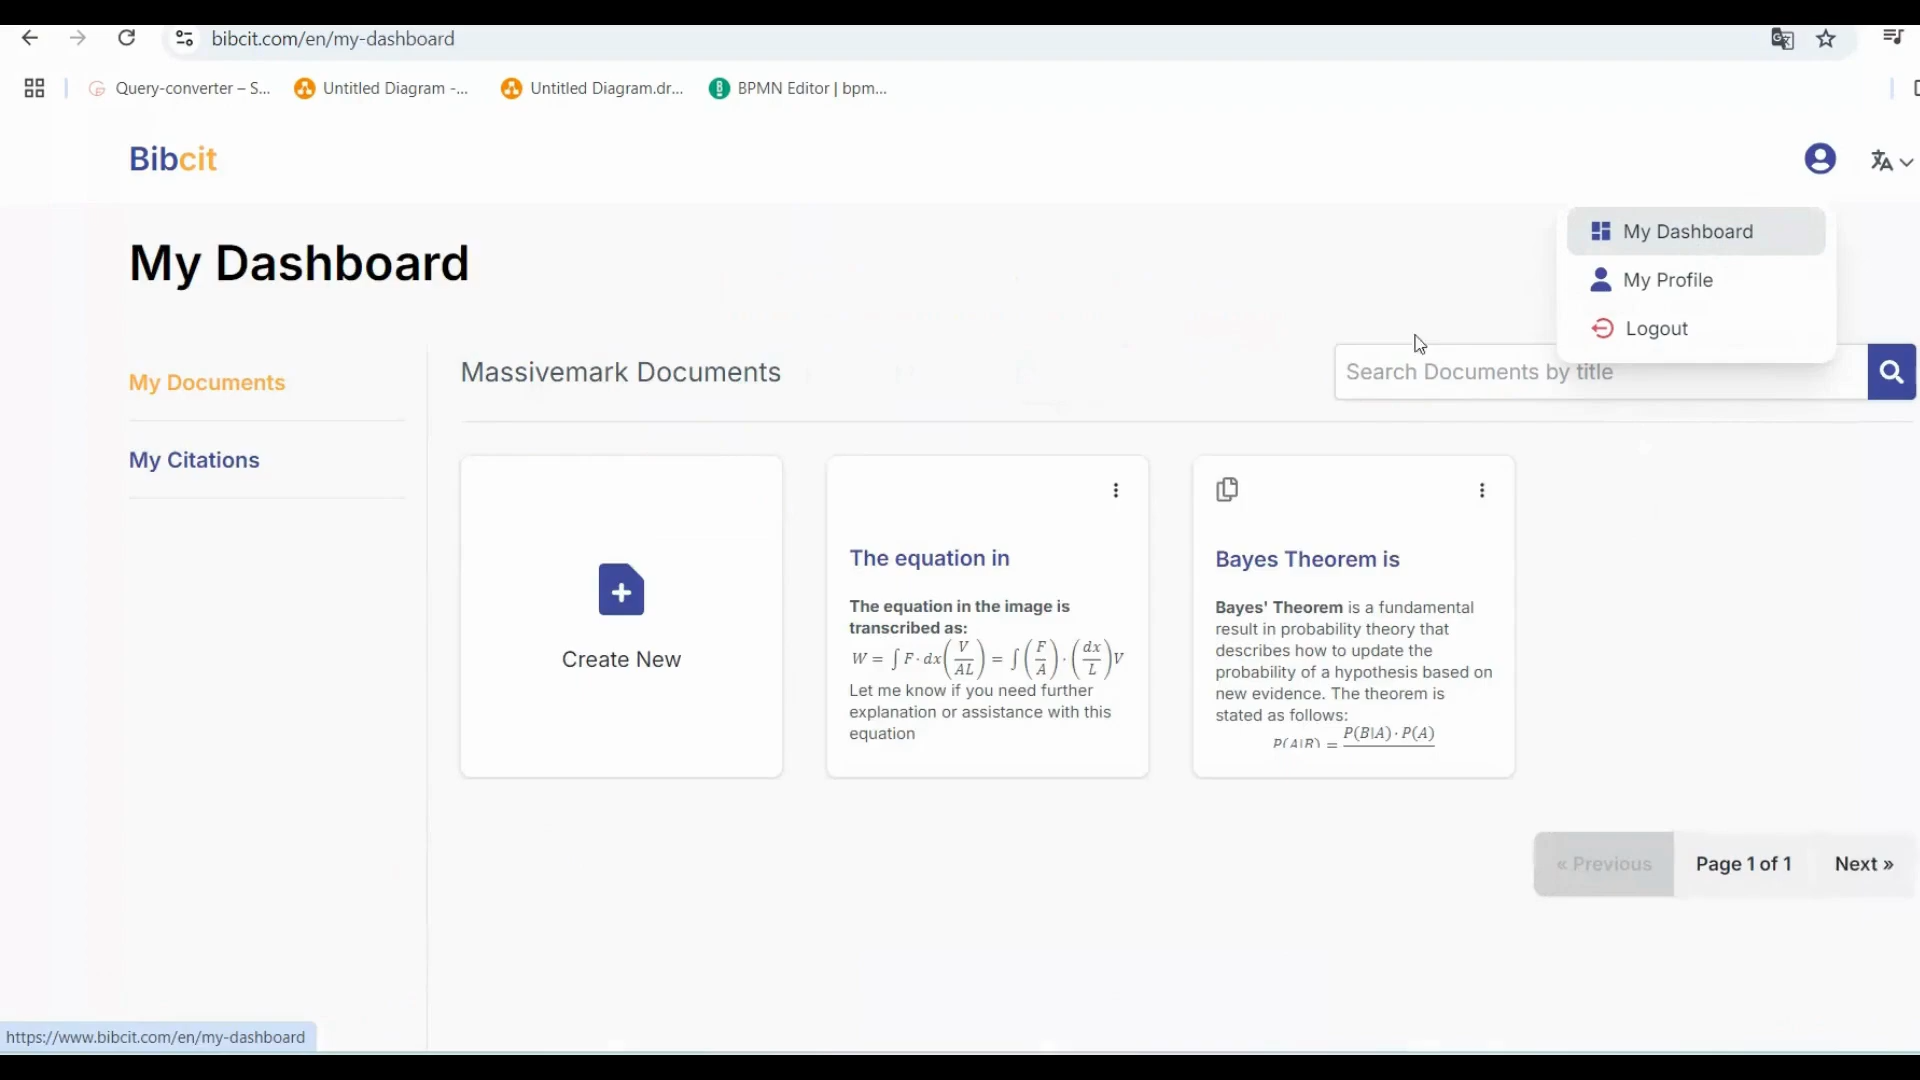 bibcit.com/en/my-dashboard
Query-converter – S...
Untitled Diagram -...
Untitled Diagram.dr...
BPMN Editor | bpm...
Bibcit
My Dashboard
My Dashboard
My Profile
Logout
My Documents
My Citations
Massivemark Documents
Search Documents by title
Create New
The equation in
The equation in the image is
transcribed as:
W = ∫ F · dx(V/AL) = ∫ (F/A) · (dx/L) V
Let me know if you need further
explanation or assistance with this
equation
Bayes Theorem is
Bayes' Theorem is a fundamental
result in probability theory that
describes how to update the
probability of a hypothesis based on
new evidence. The theorem is
stated as follows:
P(A|B) = P(B|A) · P(A)
« Previous
Page 1 of 1
Next »
https://www.bibcit.com/en/my-dashboard